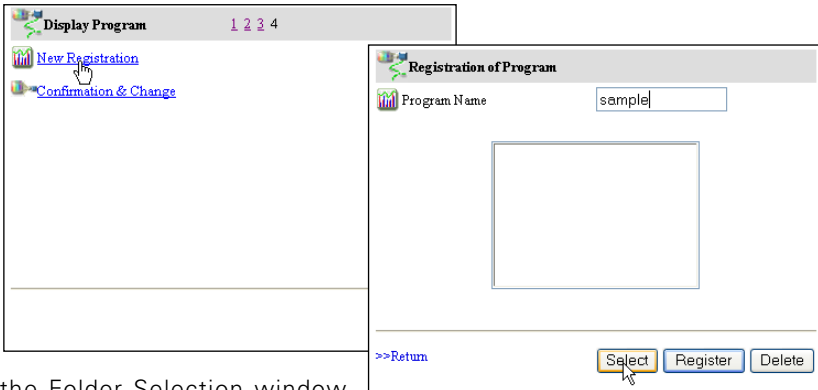 Display Program 1 2 3 4
New Registration
Confirmation & Change
Registration of Program
Program Name sample
>>Return Select Register Delete
the Folder Selection window